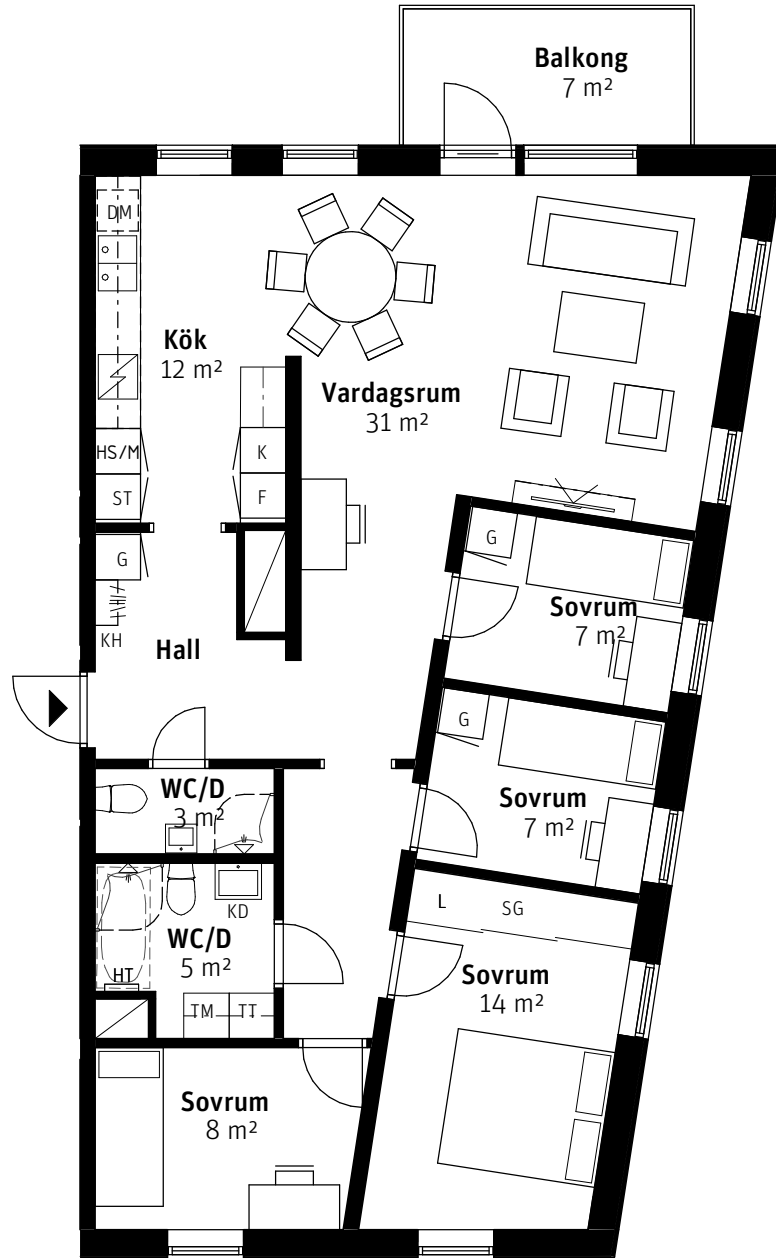 Balkong
7 m²
DM
Kök
12 m²
Vardagsrum
31 m²
HS/M
K
ST
F
G
G
KH
Hall
Sovrum
7 m²
G
WC/D
3 m²
Sovrum
7 m²
KD
L
SG
WC/D
5 m²
HT
Sovrum
14 m²
TM
TT
Sovrum
8 m²